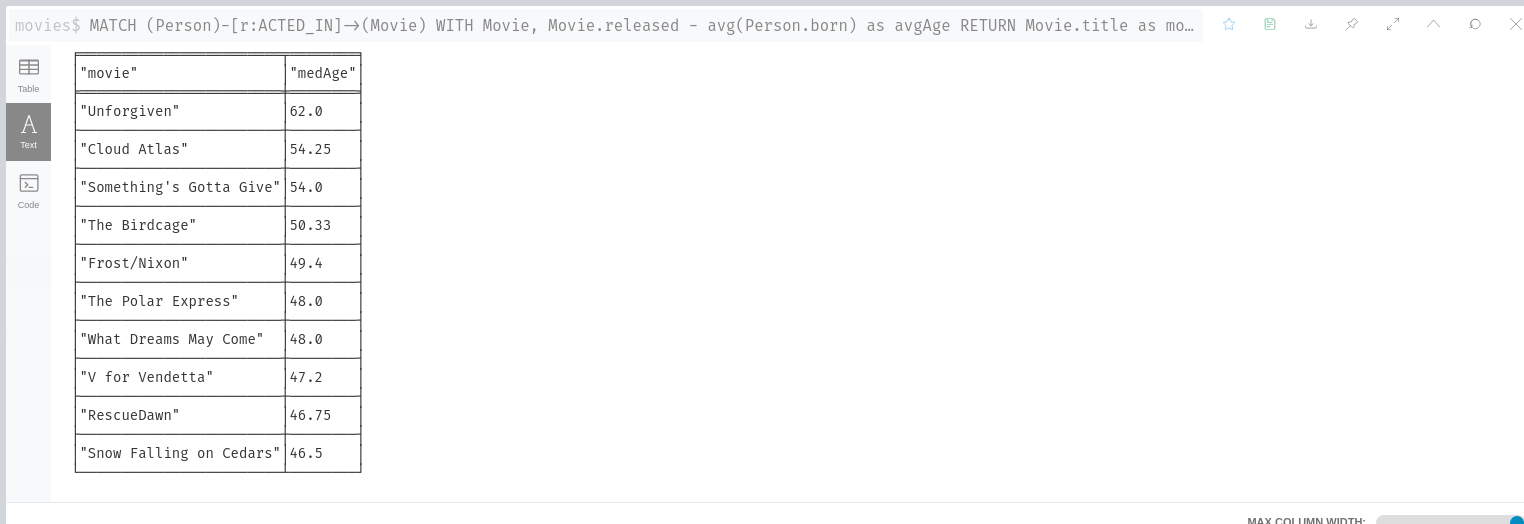 movies$ MATCH (Person)-[r:ACTED_IN]->(Movie) WITH Movie, Movie.released - avg(Person.born) as avgAge RETURN Movie.title as mo…
Table
Text
Code
"movie" "medAge"
"Unforgiven" 62.0
"Cloud Atlas" 54.25
"Something's Gotta Give" 54.0
"The Birdcage" 50.33
"Frost/Nixon" 49.4
"The Polar Express" 48.0
"What Dreams May Come" 48.0
"V for Vendetta" 47.2
"RescueDawn" 46.75
"Snow Falling on Cedars" 46.5
MAX COLUMN WIDTH: